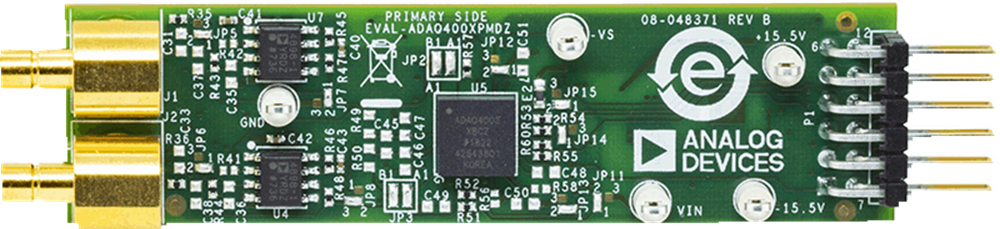 PRIMARY SIDE
EVAL-ADA0400XPMDZ
08-048371 REV B
R35
C41
U7
R45
C40
3
JP5
2
1
C31
R42
C37
R43
C35
4898-1
YRDZ
#736
R47
JP7
1
3
2
J1
J2
GND
B1 A1
JP2
A1
R57
JP12
3
2
1
C51
-VS
+15.5V
12
6
P1
7
U5
ADA04003
XBCZ
#1822
42643801
KOREA
E2
3
JP15
1
2
R53
R60
R54
2
3
JP14
1
R55
C33
R36
JP6
3
2
1
R41
C42
R46
C43
R49
C45
C47
R50
C46
4898-1
YRDZ
#736
U4
C38
R44
C36
R48
1
JP8
3 2
B1 A1
JP3
C49
R52
R51
R56
C50
C48
R58
JP11
2 3
1
JP13
3
2
1
ANALOG
DEVICES
VIN
-15.5V